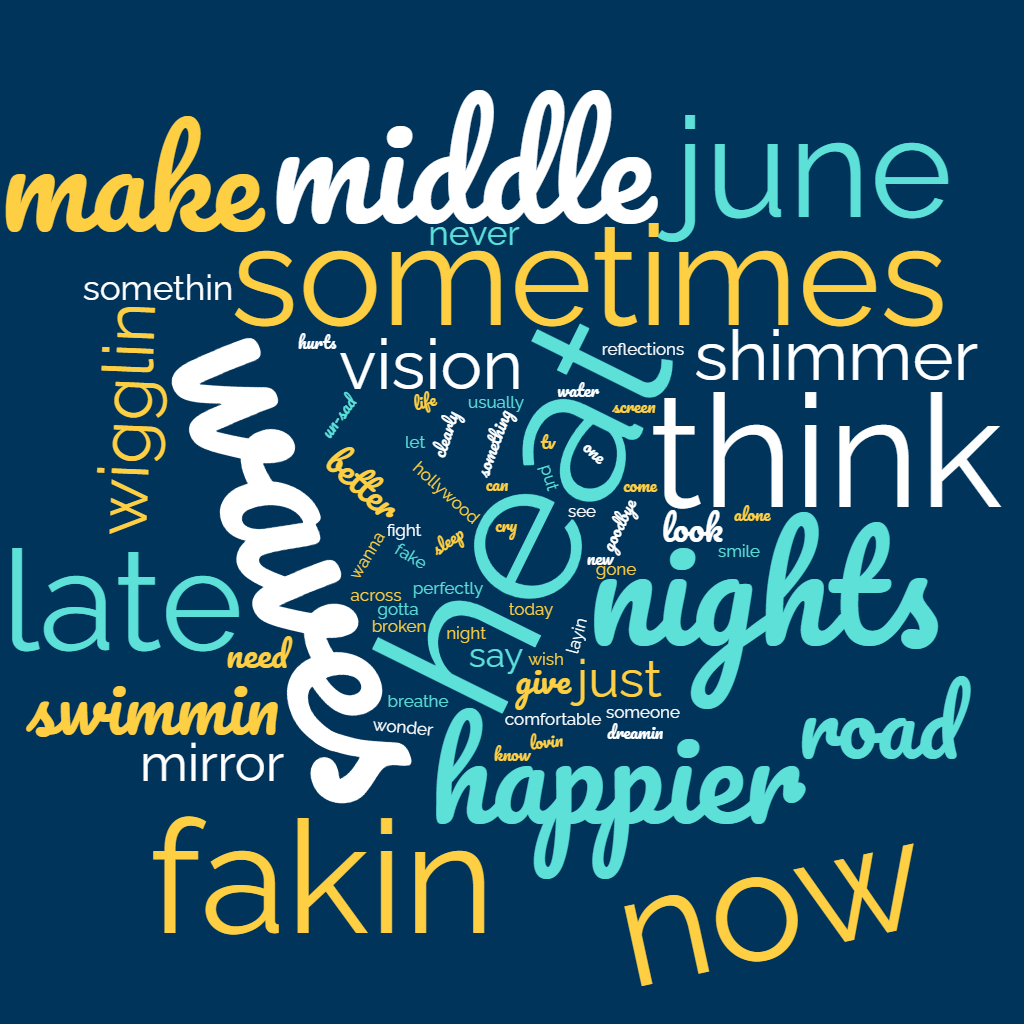 make
middle
june
never
sometimes
somethin
wigglin
waves
hurts
vision
heat
reflections
shimmer
think
un-sad
life
usually
water
screen
let
clearly
something
tv
one
better
hollywood
can
put
come
goodbye
see
look
alone
smile
wanna
fight
fake
sleep
cry
new
gone
nights
late
across
perfectly
gotta
broken
night
today
layin
say
wish
need
give
just
swimmin
breathe
wonder
comfortable
someone
dreamin
road
mirror
know
lovin
happier
fakin
now